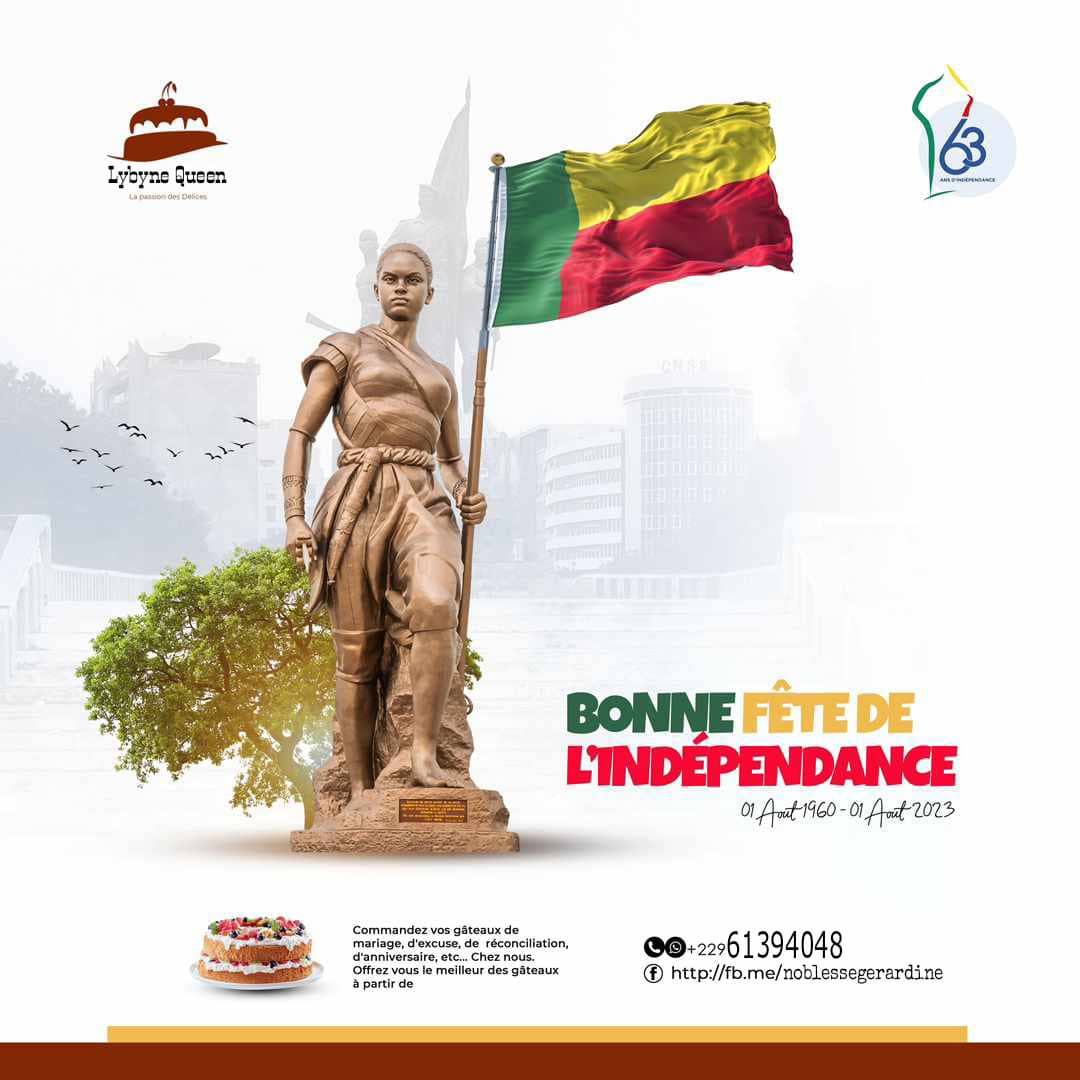 Lybyne Queen
La passion des Délices
63
ANS D'INDÉPENDANCE
CNSS
BONNE FÊTE DE
L'INDÉPENDANCE
01 Aout 1960 - 01 Aout 2023
Commandez vos gâteaux de
mariage, d'excuse, de réconciliation,
d'anniversaire, etc... Chez nous.
Offrez vous le meilleur des gâteaux
à partir de
+22961394048
http://fb.me/noblessegerardine